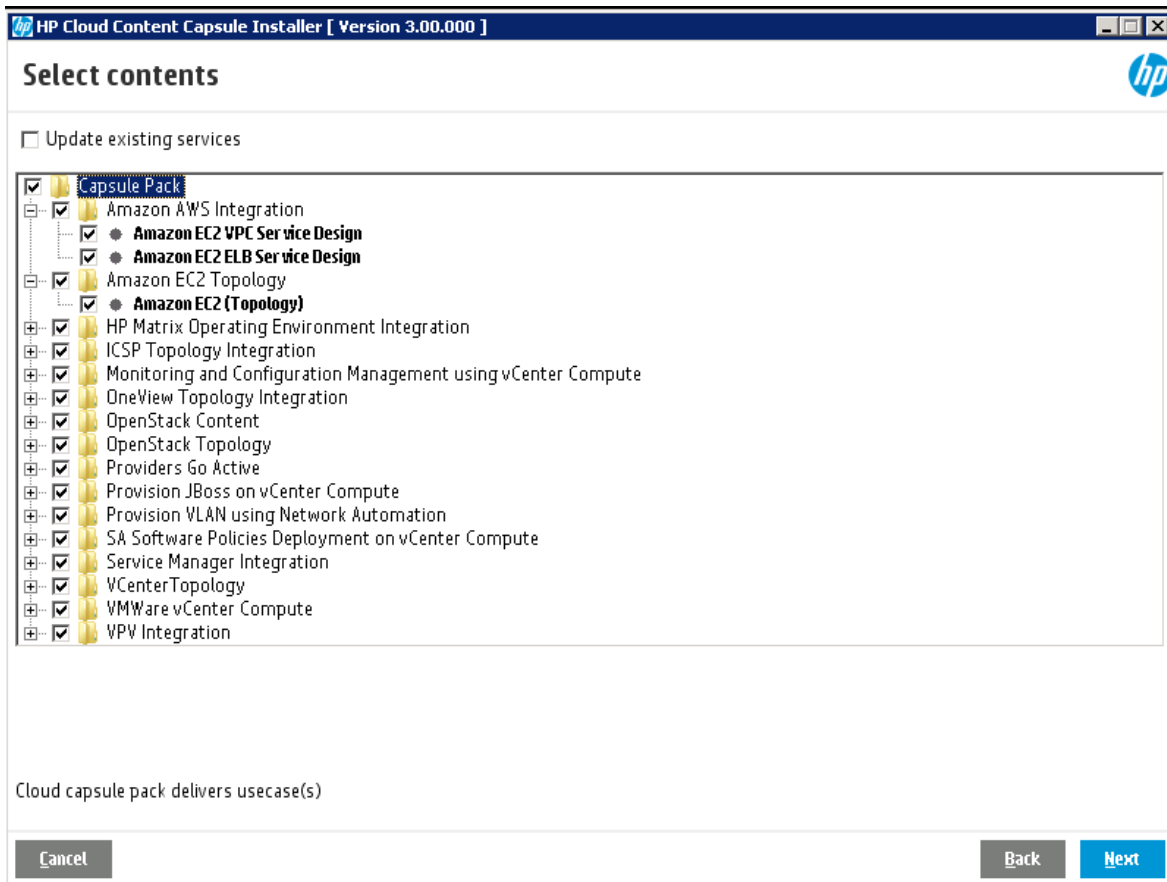 hp HP Cloud Content Capsule Installer [ Version 3.00.000 ]
Select contents
hp
Update existing services
Capsule Pack
Amazon AWS Integration
Amazon EC2 VPC Service Design
Amazon EC2 ELB Service Design
Amazon EC2 Topology
Amazon EC2 (Topology)
HP Matrix Operating Environment Integration
ICSP Topology Integration
Monitoring and Configuration Management using vCenter Compute
OneView Topology Integration
OpenStack Content
OpenStack Topology
Providers Go Active
Provision JBoss on vCenter Compute
Provision VLAN using Network Automation
SA Software Policies Deployment on vCenter Compute
Service Manager Integration
VCenterTopology
VMWare vCenter Compute
VPV Integration
Cloud capsule pack delivers usecase(s)
Cancel Back Next